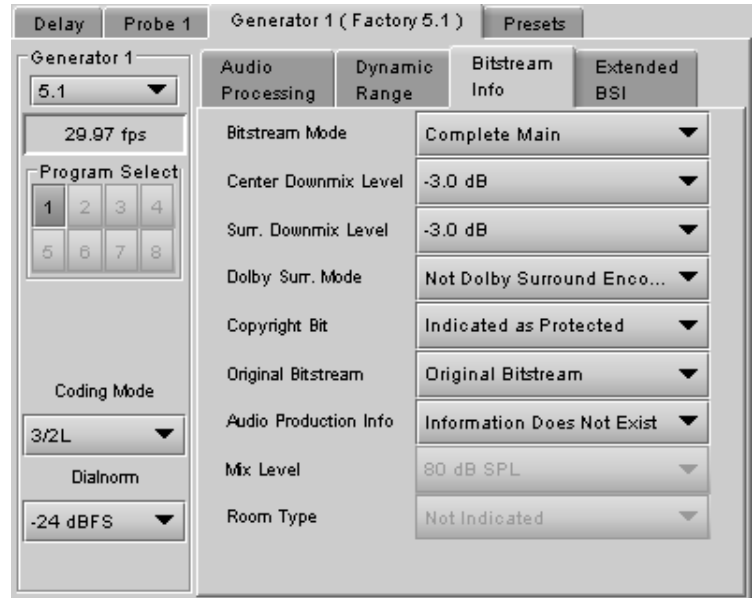 Delay Probe 1 Generator 1 ( Factory 5.1 ) Presets
Generator 1
5.1
29.97 fps
Program Select
1 2 3 4
5 6 7 8
Coding Mode
3/2L
Dialnorm
-24 dBFS
Audio Processing
Dynamic Range
Bitstream Info
Extended BSI
Bitstream Mode Complete Main
Center Downmix Level -3.0 dB
Surr. Downmix Level -3.0 dB
Dolby Surr. Mode Not Dolby Surround Enco...
Copyright Bit Indicated as Protected
Original Bitstream Original Bitstream
Audio Production Info Information Does Not Exist
Mix Level 80 dB SPL
Room Type Not Indicated